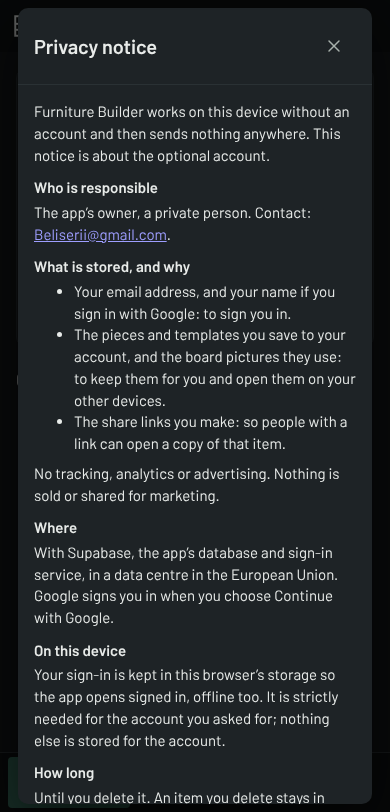 Privacy notice
Furniture Builder works on this device without an
account and then sends nothing anywhere. This
notice is about the optional account.
Who is responsible
The app’s owner, a private person. Contact:
Beliserii@gmail.com.
What is stored, and why
• Your email address, and your name if you
sign in with Google: to sign you in.
• The pieces and templates you save to your
account, and the board pictures they use:
to keep them for you and open them on your
other devices.
• The share links you make: so people with a
link can open a copy of that item.
No tracking, analytics or advertising. Nothing is
sold or shared for marketing.
Where
With Supabase, the app’s database and sign-in
service, in a data centre in the European Union.
Google signs you in when you choose Continue
with Google.
On this device
Your sign-in is kept in this browser’s storage so
the app opens signed in, offline too. It is strictly
needed for the account you asked for; nothing
else is stored for the account.
How long
Until you delete it. An item you delete stays in